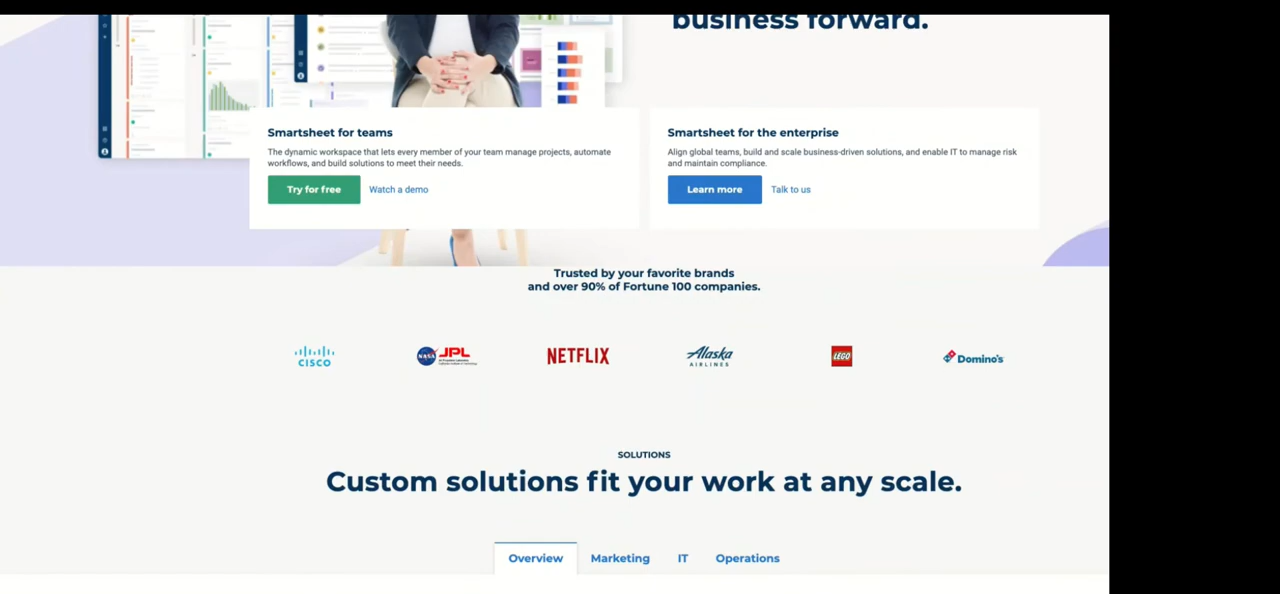 business forward.
Smartsheet for teams
The dynamic workspace that lets every member of your team manage projects, automate
workflows, and build solutions to meet their needs.
Try for free
Watch a demo
Smartsheet for the enterprise
Align global teams, build and scale business-driven solutions, and enable IT to manage risk
and maintain compliance.
Learn more
Talk to us
Trusted by your favorite brands
and over 90% of Fortune 100 companies.
CISCO
NASA JPL
NETFLIX
Alaska
AIRLINES
LEGO
Domino's
SOLUTIONS
Custom solutions fit your work at any scale.
Overview
Marketing
IT
Operations